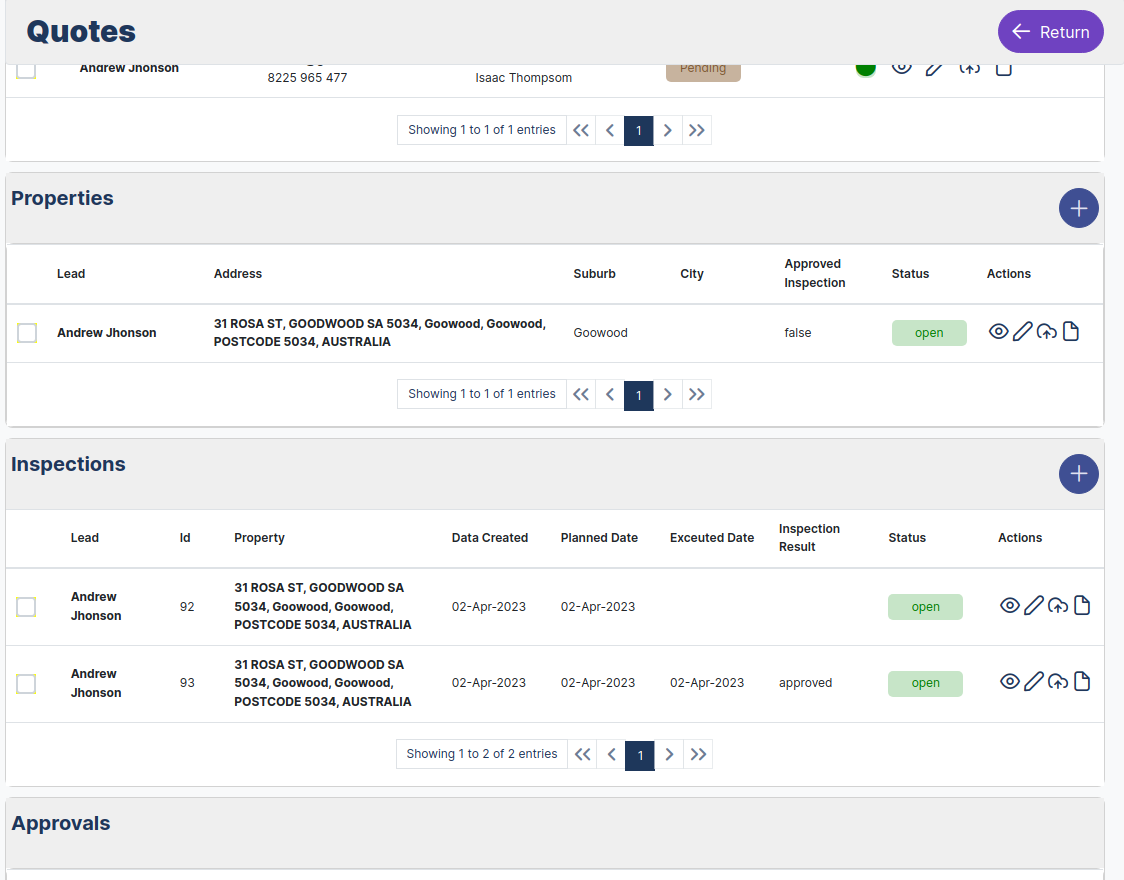 Quotes
Return
Andrew Jhonson
8225 965 477
Isaac Thompsom
Pending
Showing 1 to 1 of 1 entries
1
Properties
Lead Address Suburb City Approved Inspection Status Actions
Andrew Jhonson
31 ROSA ST, GOODWOOD SA 5034, Goowood, Goowood,
POSTCODE 5034, AUSTRALIA
Goowood
false
open
Showing 1 to 1 of 1 entries
1
Inspections
Lead Id Property Data Created Planned Date Exceuted Date Inspection Result Status Actions
Andrew
Jhonson
92
31 ROSA ST, GOODWOOD SA
5034, Goowood, Goowood,
POSTCODE 5034, AUSTRALIA
02-Apr-2023
02-Apr-2023
open
Andrew
Jhonson
93
31 ROSA ST, GOODWOOD SA
5034, Goowood, Goowood,
POSTCODE 5034, AUSTRALIA
02-Apr-2023
02-Apr-2023
02-Apr-2023
approved
open
Showing 1 to 2 of 2 entries
1
Approvals